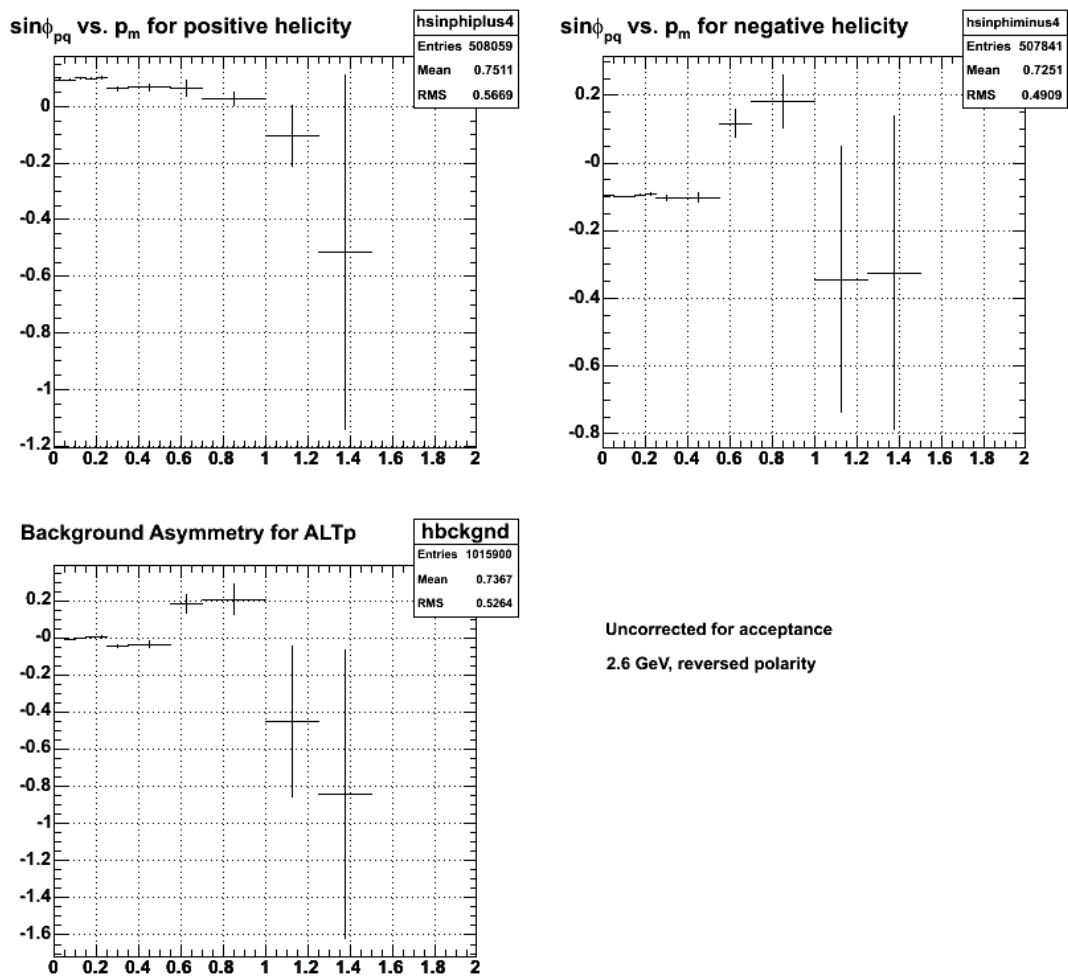 sinϕpq vs. pm for positive helicity
hsinphiplus4
Entries 508059
Mean 0.7511
RMS 0.5669
0
-0.2
-0.4
-0.6
-0.8
-1
-1.2
0 0.2 0.4 0.6 0.8 1 1.2 1.4 1.6 1.8 2
sinϕpq vs. pm for negative helicity
hsinphiminus4
Entries 507841
Mean 0.7251
RMS 0.4909
0.2
-0
-0.2
-0.4
-0.6
-0.8
0 0.2 0.4 0.6 0.8 1 1.2 1.4 1.6 1.8 2
Background Asymmetry for ALTp
hbckgnd
Entries 1015900
Mean 0.7367
RMS 0.5264
0.2
-0
-0.2
-0.4
-0.6
-0.8
-1
-1.2
-1.4
-1.6
0 0.2 0.4 0.6 0.8 1 1.2 1.4 1.6 1.8 2
Uncorrected for acceptance
2.6 GeV, reversed polarity